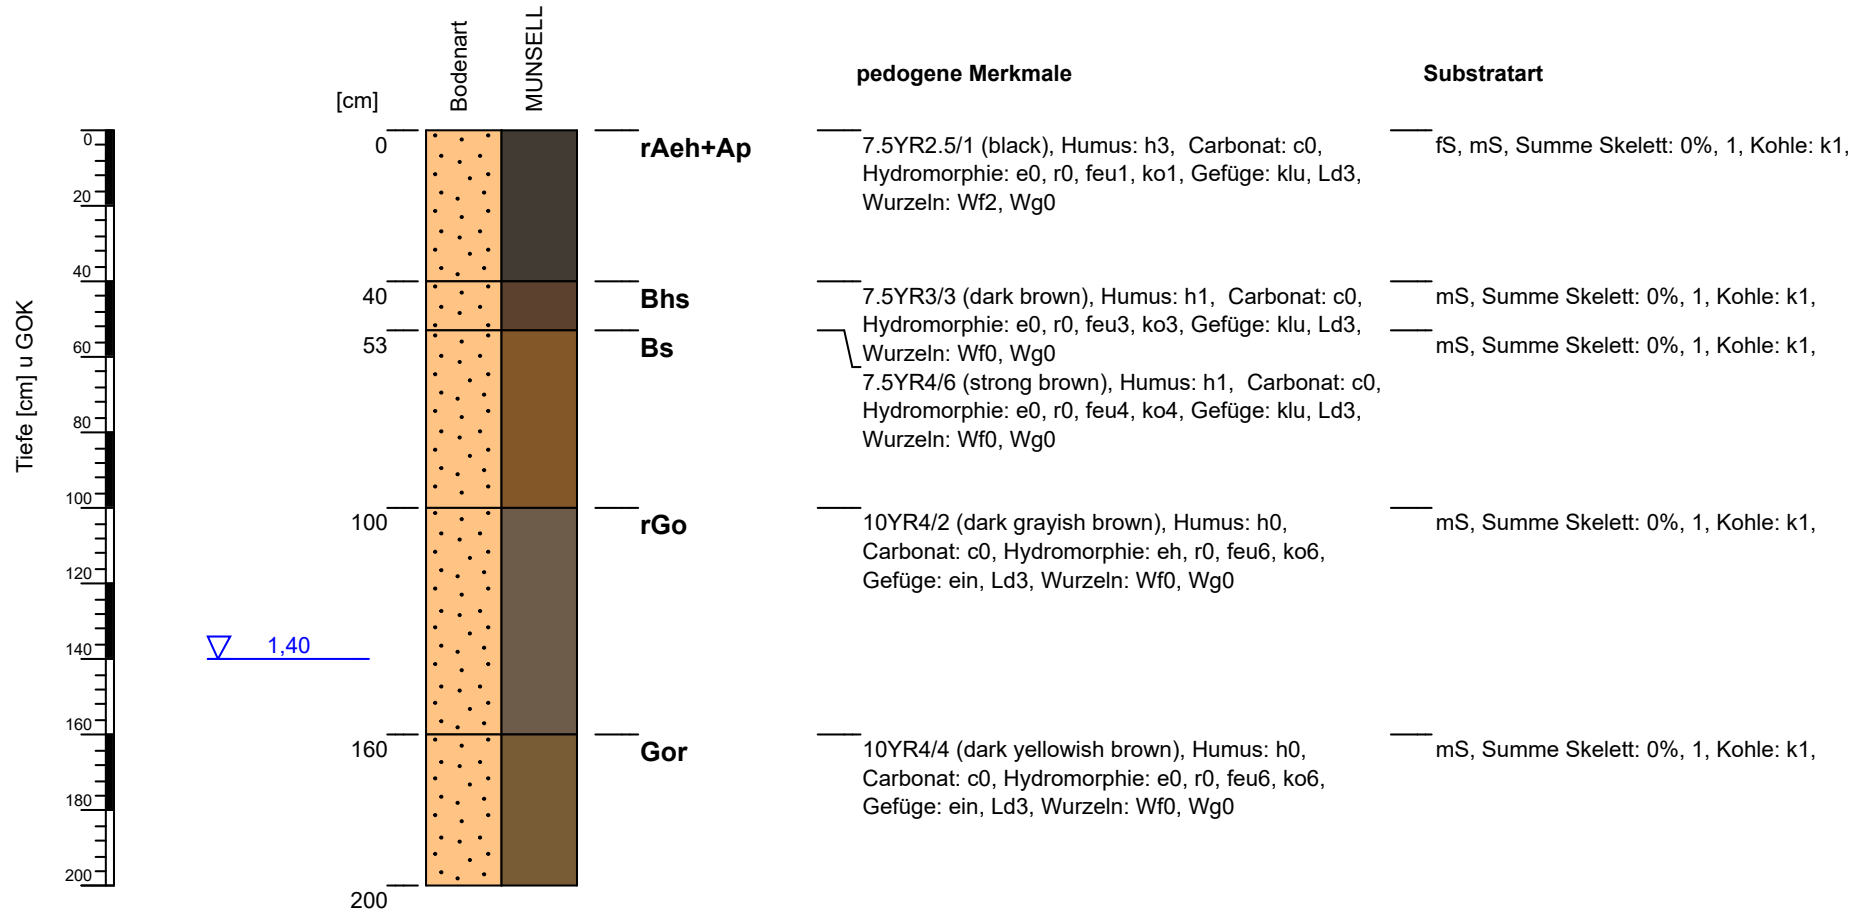 Bodenart
MUNSELL
pedogene Merkmale
Substratart
[cm]
Tiefe [cm] u GOK
0
20
40
60
80
100
120
140
160
180
200
1,40
0
rAeh+Ap
7.5YR2.5/1 (black), Humus: h3, Carbonat: c0,
Hydromorphie: e0, r0, feu1, ko1, Gefüge: klu, Ld3,
Wurzeln: Wf2, Wg0
fS, mS, Summe Skelett: 0%, 1, Kohle: k1,
40
Bhs
7.5YR3/3 (dark brown), Humus: h1, Carbonat: c0,
Hydromorphie: e0, r0, feu3, ko3, Gefüge: klu, Ld3,
Wurzeln: Wf0, Wg0
mS, Summe Skelett: 0%, 1, Kohle: k1,
53
Bs
7.5YR4/6 (strong brown), Humus: h1, Carbonat: c0,
Hydromorphie: e0, r0, feu4, ko4, Gefüge: klu, Ld3,
Wurzeln: Wf0, Wg0
mS, Summe Skelett: 0%, 1, Kohle: k1,
100
rGo
10YR4/2 (dark grayish brown), Humus: h0,
Carbonat: c0, Hydromorphie: eh, r0, feu6, ko6,
Gefüge: ein, Ld3, Wurzeln: Wf0, Wg0
mS, Summe Skelett: 0%, 1, Kohle: k1,
160
Gor
10YR4/4 (dark yellowish brown), Humus: h0,
Carbonat: c0, Hydromorphie: e0, r0, feu6, ko6,
Gefüge: ein, Ld3, Wurzeln: Wf0, Wg0
mS, Summe Skelett: 0%, 1, Kohle: k1,
200